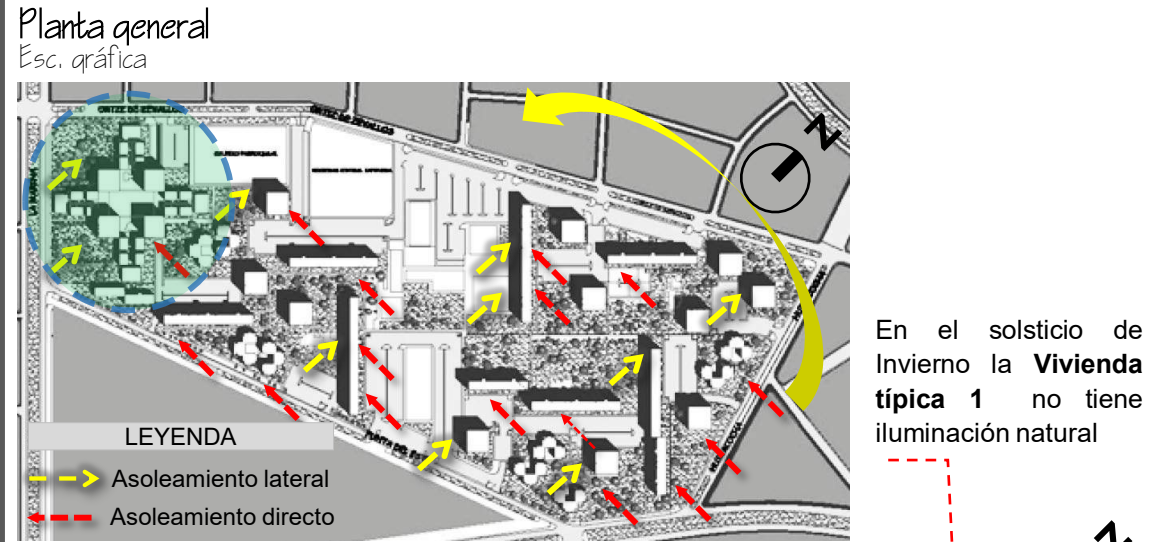 Planta general
Esc. gráfica
N
En el solsticio de
Invierno la Vivienda
típica 1 no tiene
iluminación natural
LEYENDA
Asoleamiento lateral
Asoleamiento directo